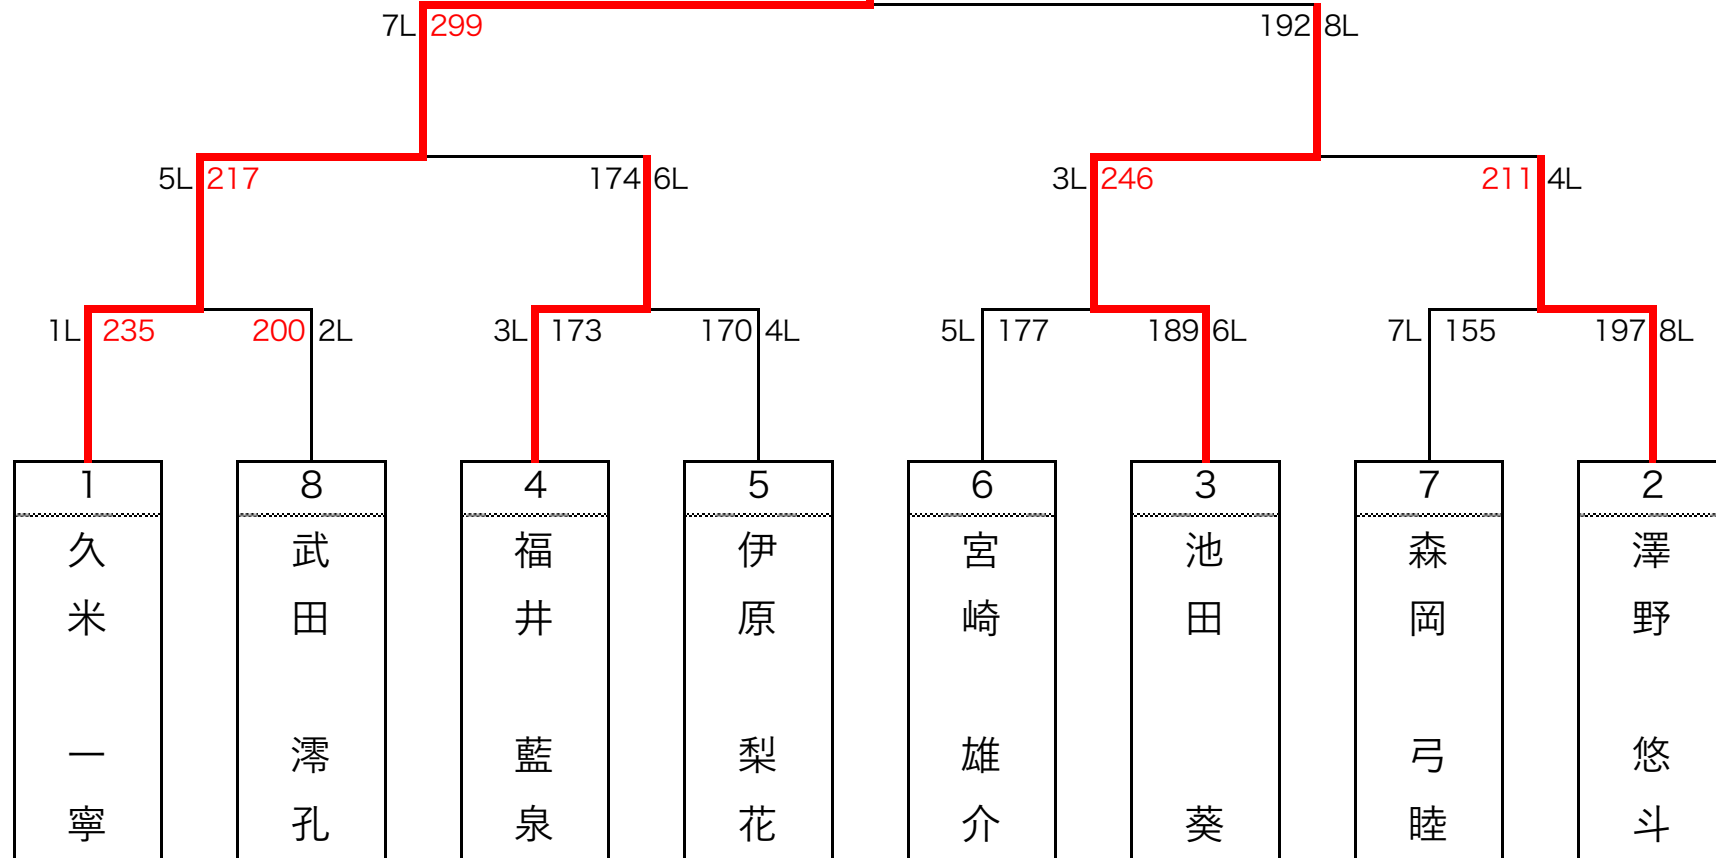 7L 299 192 8L
5L 217 174 6L 3L 246 211 4L
1L 235 200 2L 3L 173 170 4L 5L 177 189 6L 7L 155 197 8L
1 8 4 5 6 3 7 2
久米 一寧
武田 澪孔
福井 藍泉
伊原 梨花
宮崎 雄介
池田 葵
森岡 弓睦
澤野 悠斗